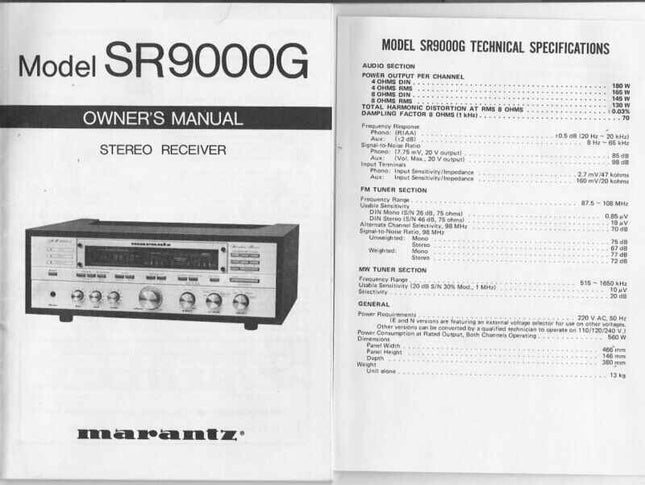 Model SR9000G
OWNER'S MANUAL
STEREO RECEIVER
marantz
marantz®
MODEL SR9000G TECHNICAL SPECIFICATIONS
AUDIO SECTION
POWER OUTPUT PER CHANNEL
4 OHMS DIN 180 W
4 OHMS RMS 165 W
8 OHMS DIN 145 W
8 OHMS RMS 130 W
TOTAL HARMONIC DISTORTION AT RMS 8 OHMS 0.03%
DAMPING FACTOR 8 OHMS (1 kHz) 70
Frequency Response
Phono: (RIAA) ±0.5 dB (20 Hz ~ 20 kHz)
Aux: (±2 dB) 8 Hz ~ 65 kHz
Signal-to-Noise Ratio
Phono: (7.75 mV, 20 V output) 85 dB
Aux: (Vol. Max., 20 V output) 98 dB
Input Terminals
Phono: Input Sensitivity/Impedance 2.7 mV/47 kohms
Aux: Input Sensitivity/Impedance 160 mV/20 kohms
FM TUNER SECTION
Frequency Range 87.5 ~ 108 MHz
Usable Sensitivity
DIN Mono (S/N 26 dB, 75 ohms) 0.85 µV
DIN Stereo (S/N 46 dB, 75 ohms) 18 µV
Alternate Channel Selectivity, 98 MHz 70 dB
Signal-to-Noise Ratio, 98 MHz
Unweighted: Mono 75 dB
Stereo 67 dB
Weighted: Mono 77 dB
Stereo 72 dB
MW TUNER SECTION
Frequency Range 515 ~ 1650 kHz
Usable Sensitivity (20 dB S/N 30% Mod., 1 MHz) 10 µV
Selectivity 20 dB
GENERAL
Power Requirements 220 V AC, 50 Hz
(E and N versions are featuring an external voltage selector for use on other voltages.
Other versions can be converted by a qualified technician to operate on 110/120/240 V.)
Power Consumption at Rated Output, Both Channels Operating 560 W
Dimensions
Panel Width 466 mm
Panel Height 146 mm
Depth 380 mm
Weight
Unit alone 13 kg